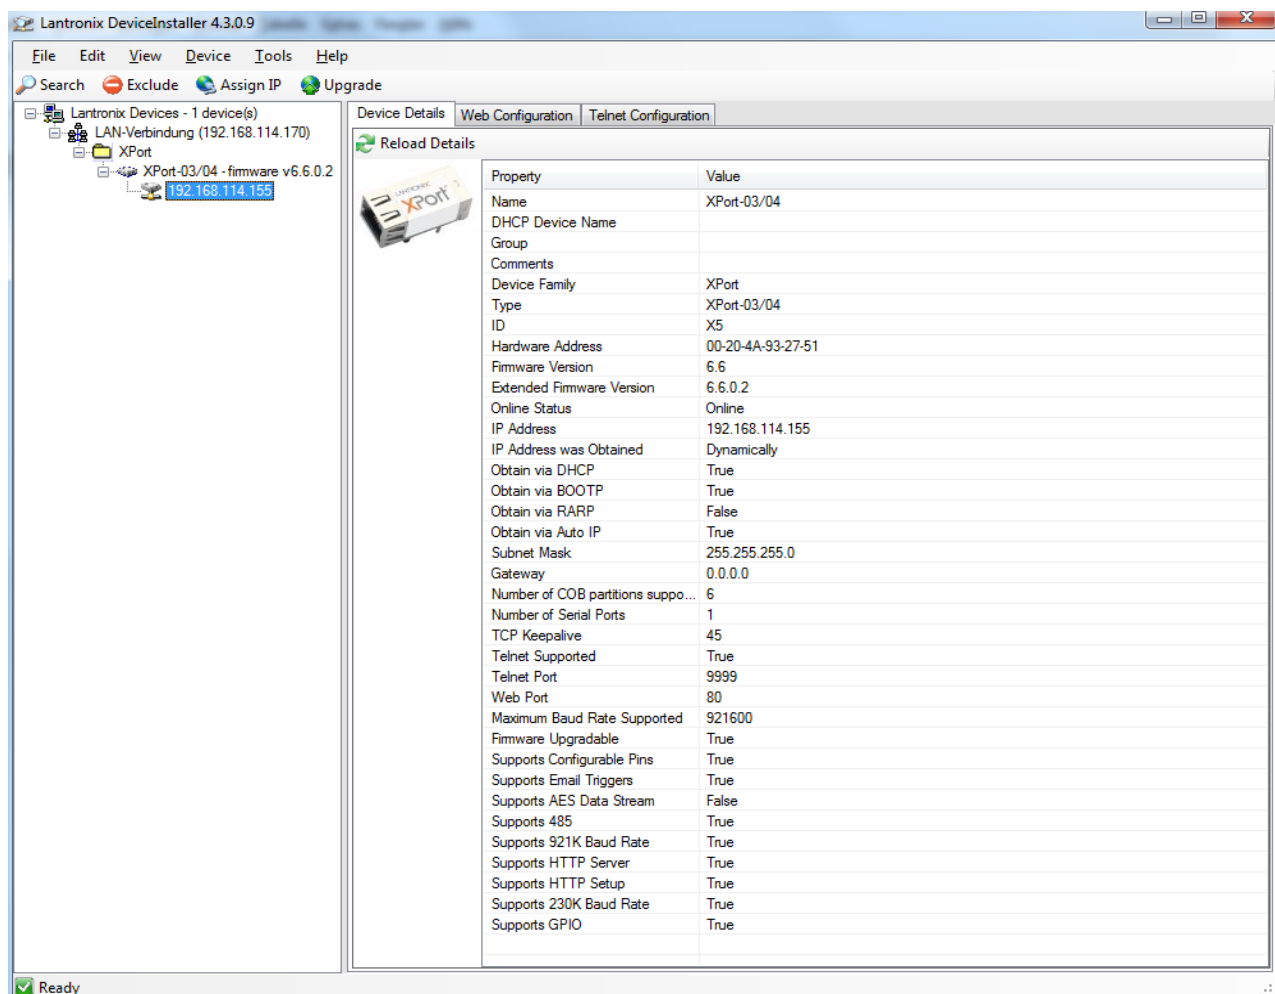 Lantronix DeviceInstaller 4.3.0.9
File Edit View Device Tools Help
Search Exclude Assign IP Upgrade
Lantronix Devices - 1 device(s)
LAN-Verbindung (192.168.114.170)
XPort
XPort-03/04 - firmware v6.6.0.2
192.168.114.155
Device Details Web Configuration Telnet Configuration
Reload Details
LANTRONIX
XPort
Property Value
Name XPort-03/04
DHCP Device Name
Group
Comments
Device Family XPort
Type XPort-03/04
ID X5
Hardware Address 00-20-4A-93-27-51
Firmware Version 6.6
Extended Firmware Version 6.6.0.2
Online Status Online
IP Address 192.168.114.155
IP Address was Obtained Dynamically
Obtain via DHCP True
Obtain via BOOTP True
Obtain via RARP False
Obtain via Auto IP True
Subnet Mask 255.255.255.0
Gateway 0.0.0.0
Number of COB partitions suppo... 6
Number of Serial Ports 1
TCP Keepalive 45
Telnet Supported True
Telnet Port 9999
Web Port 80
Maximum Baud Rate Supported 921600
Firmware Upgradable True
Supports Configurable Pins True
Supports Email Triggers True
Supports AES Data Stream False
Supports 485 True
Supports 921K Baud Rate True
Supports HTTP Server True
Supports HTTP Setup True
Supports 230K Baud Rate True
Supports GPIO True
Ready